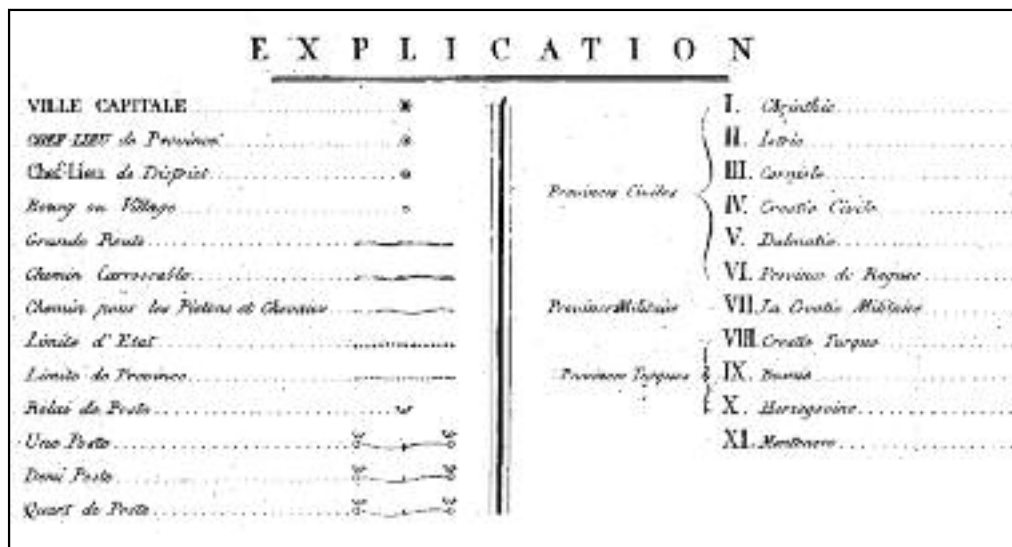 EXPLICATION
VILLE CAPITALE
CHEF-LIEU de Province
Chef-Lieu de District
Bourg ou Village
Grande Route
Chemin Carrossable
Chemin pour les Pietons et Chevaux
Limite d'Etat
Limite de Province
Relai de Poste
Une Poste
Demi Poste
Quart de Poste
Provinces Civiles
I. Carinthie
II. Istrie
III. Carniole
IV. Croatie Civile
V. Dalmatie
VI. Province de Raguse
Province Militaire
VII. La Croatie Militaire
Provinces Turques
VIII. Croatie Turque
IX. Bosnie
X. Herzegovine
XI. Montenero